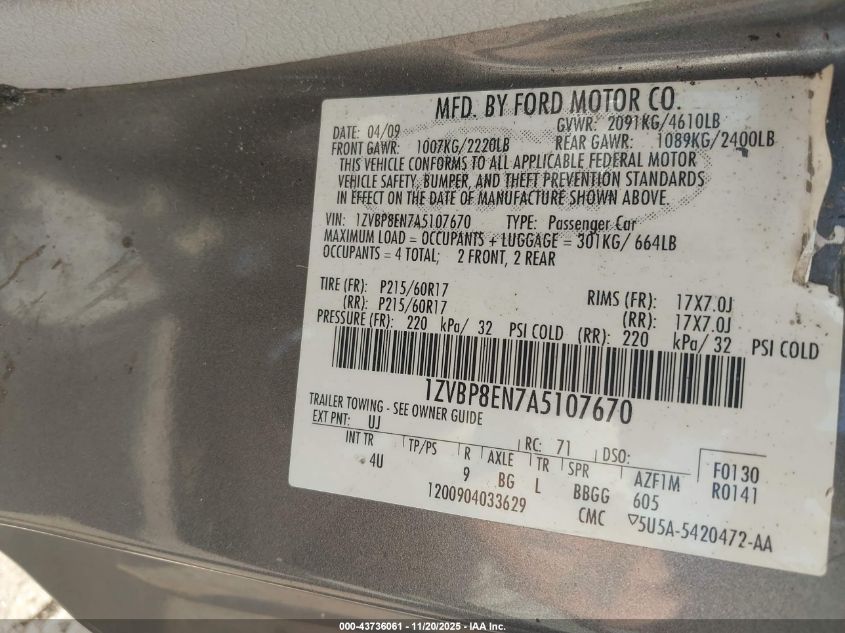 MFD. BY FORD MOTOR CO.
DATE: 04/09 GVWR: 2091KG/4610LB
FRONT GAWR: 1007KG/2220LB REAR GAWR: 1089KG/2400LB
THIS VEHICLE CONFORMS TO ALL APPLICABLE FEDERAL MOTOR
VEHICLE SAFETY, BUMPER, AND THEFT PREVENTION STANDARDS
IN EFFECT ON THE DATE OF MANUFACTURE SHOWN ABOVE.
VIN: 1ZVBP8EN7A5107670 TYPE: Passenger Car
MAXIMUM LOAD = OCCUPANTS + LUGGAGE = 301KG/ 664LB
OCCUPANTS = 4 TOTAL; 2 FRONT, 2 REAR
TIRE (FR): P215/60R17 RIMS (FR): 17X7.0J
(RR): P215/60R17 (RR): 17X7.0J
PRESSURE (FR): 220 kPa/ 32 PSI COLD (RR): 220 kPa/ 32 PSI COLD
1ZVBP8EN7A5107670
TRAILER TOWING - SEE OWNER GUIDE
EXT PNT: UJ RC: 71 DSO:
INT TR TP/PS R AXLE TR SPR AZF1M F0130
4U 9 BG L BBGG 605 R0141
1200904033629 CMC ▽5U5A-5420472-AA
000-43736061 | 11/20/2025 - IAA Inc.